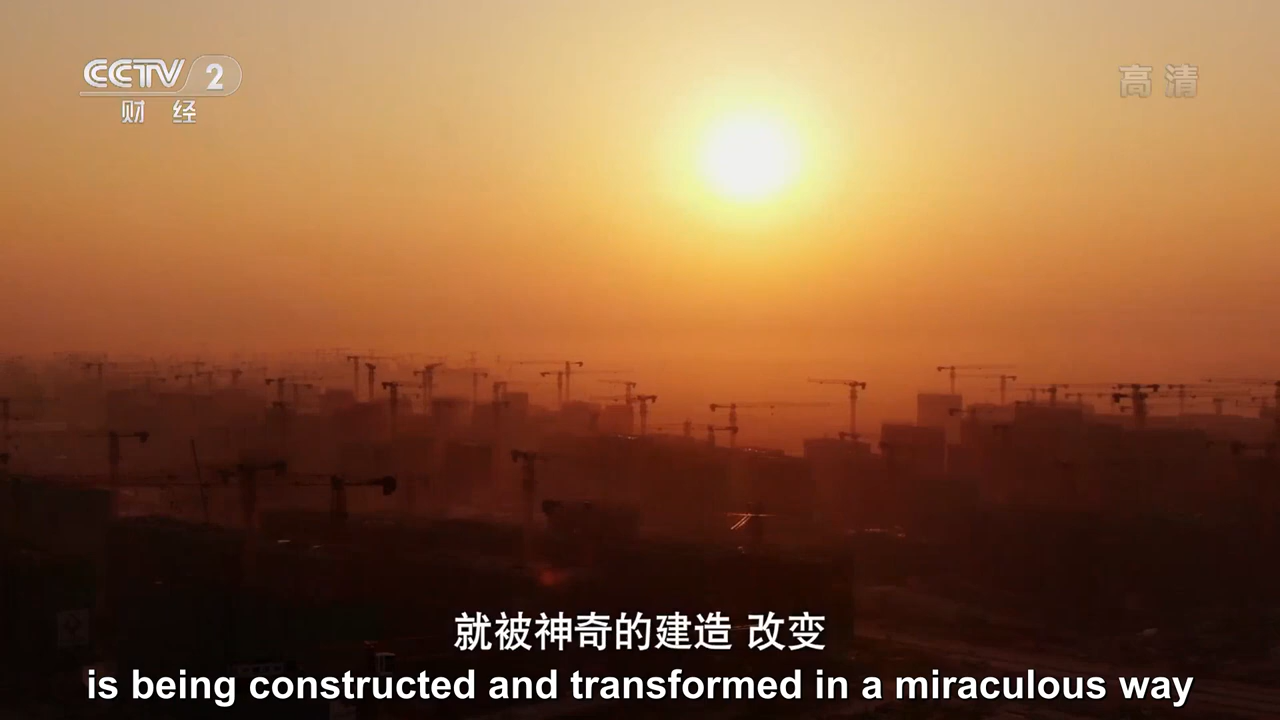 CCTV 2
财 经
高 清
就被神奇的建造 改变
is being constructed and transformed in a miraculous way